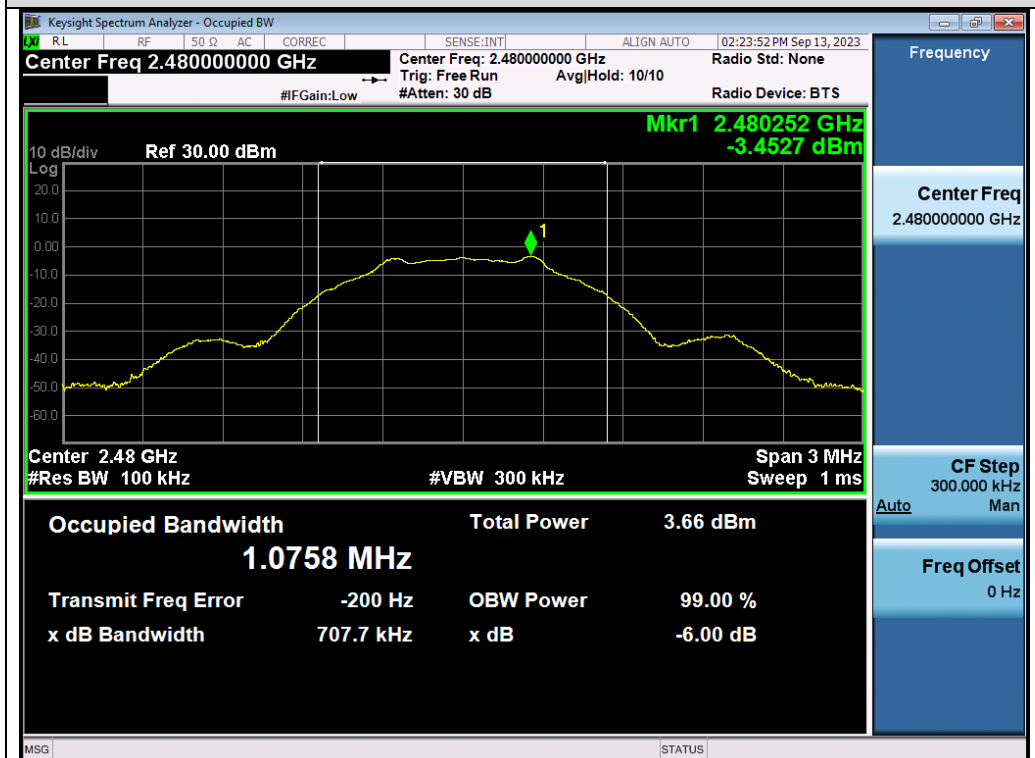 Keysight Spectrum Analyzer - Occupied BW
LXI RL RF 50 Ω AC CORREC SENSE:INT ALIGN AUTO 02:23:52 PM Sep 13, 2023
Center Freq 2.480000000 GHz
Center Freq: 2.480000000 GHz Radio Std: None
Trig: Free Run Avg|Hold: 10/10
#IFGain:Low #Atten: 30 dB Radio Device: BTS
Frequency
Mkr1 2.480252 GHz
-3.4527 dBm
10 dB/div Ref 30.00 dBm
Log
20.0
10.0
0.00
-10.0
-20.0
-30.0
-40.0
-50.0
-60.0
1
Center 2.48 GHz Span 3 MHz
#Res BW 100 kHz #VBW 300 kHz Sweep 1 ms
Center Freq
2.480000000 GHz
CF Step
300.000 kHz
Auto Man
Freq Offset
0 Hz
Occupied Bandwidth Total Power 3.66 dBm
1.0758 MHz
Transmit Freq Error -200 Hz OBW Power 99.00 %
x dB Bandwidth 707.7 kHz x dB -6.00 dB
MSG STATUS